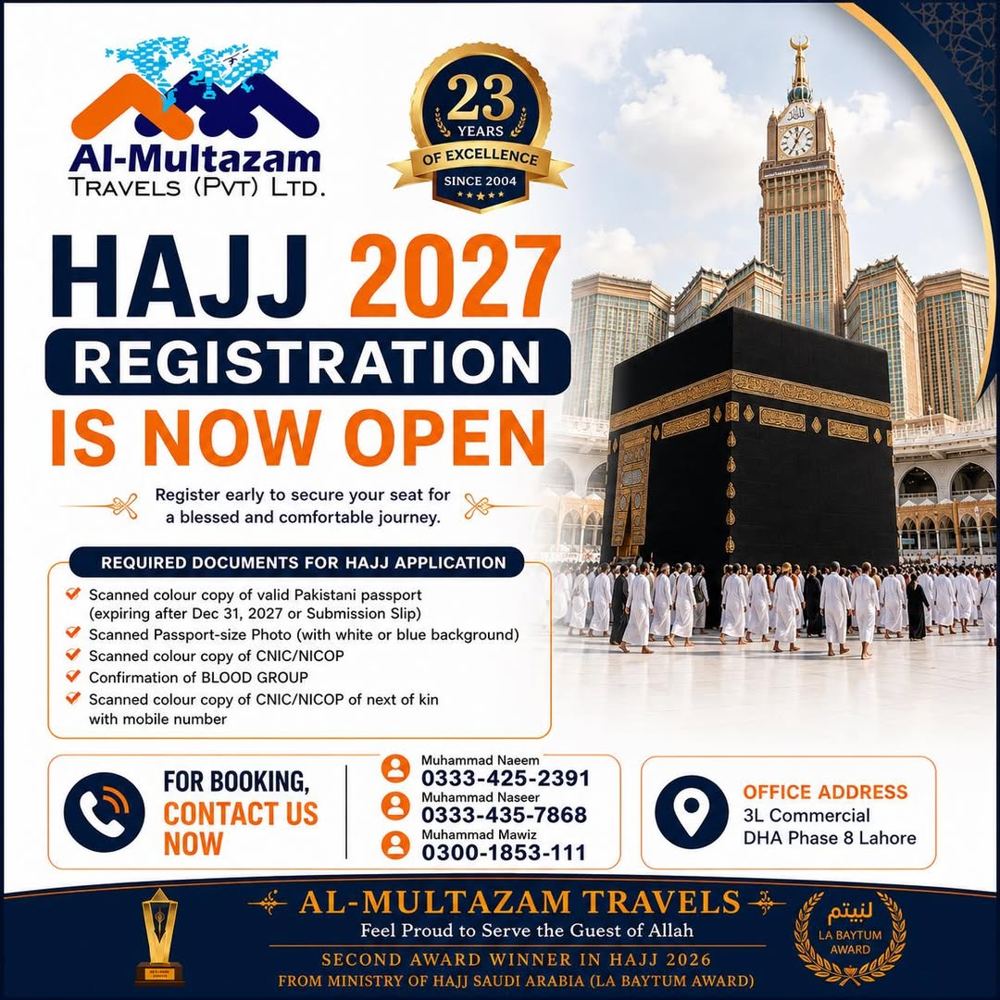 Al-Multazam
TRAVELS (PVT) LTD.
23
YEARS
OF EXCELLENCE
SINCE 2004
HAJJ 2027
REGISTRATION
IS NOW OPEN
Register early to secure your seat for
a blessed and comfortable journey.
REQUIRED DOCUMENTS FOR HAJJ APPLICATION
Scanned colour copy of valid Pakistani passport
(expiring after Dec 31, 2027 or Submission Slip)
Scanned Passport-size Photo (with white or blue background)
Scanned colour copy of CNIC/NICOP
Confirmation of BLOOD GROUP
Scanned colour copy of CNIC/NICOP of next of kin
with mobile number
FOR BOOKING,
CONTACT US
NOW
Muhammad Naeem
0333-425-2391
Muhammad Naseer
0333-435-7868
Muhammad Mawiz
0300-1853-111
OFFICE ADDRESS
3L Commercial
DHA Phase 8 Lahore
AL-MULTAZAM TRAVELS
Feel Proud to Serve the Guest of Allah
SECOND AWARD WINNER IN HAJJ 2026
FROM MINISTRY OF HAJJ SAUDI ARABIA (LA BAYTUM AWARD)
لنبيتم
LA BAYTUM
AWARD